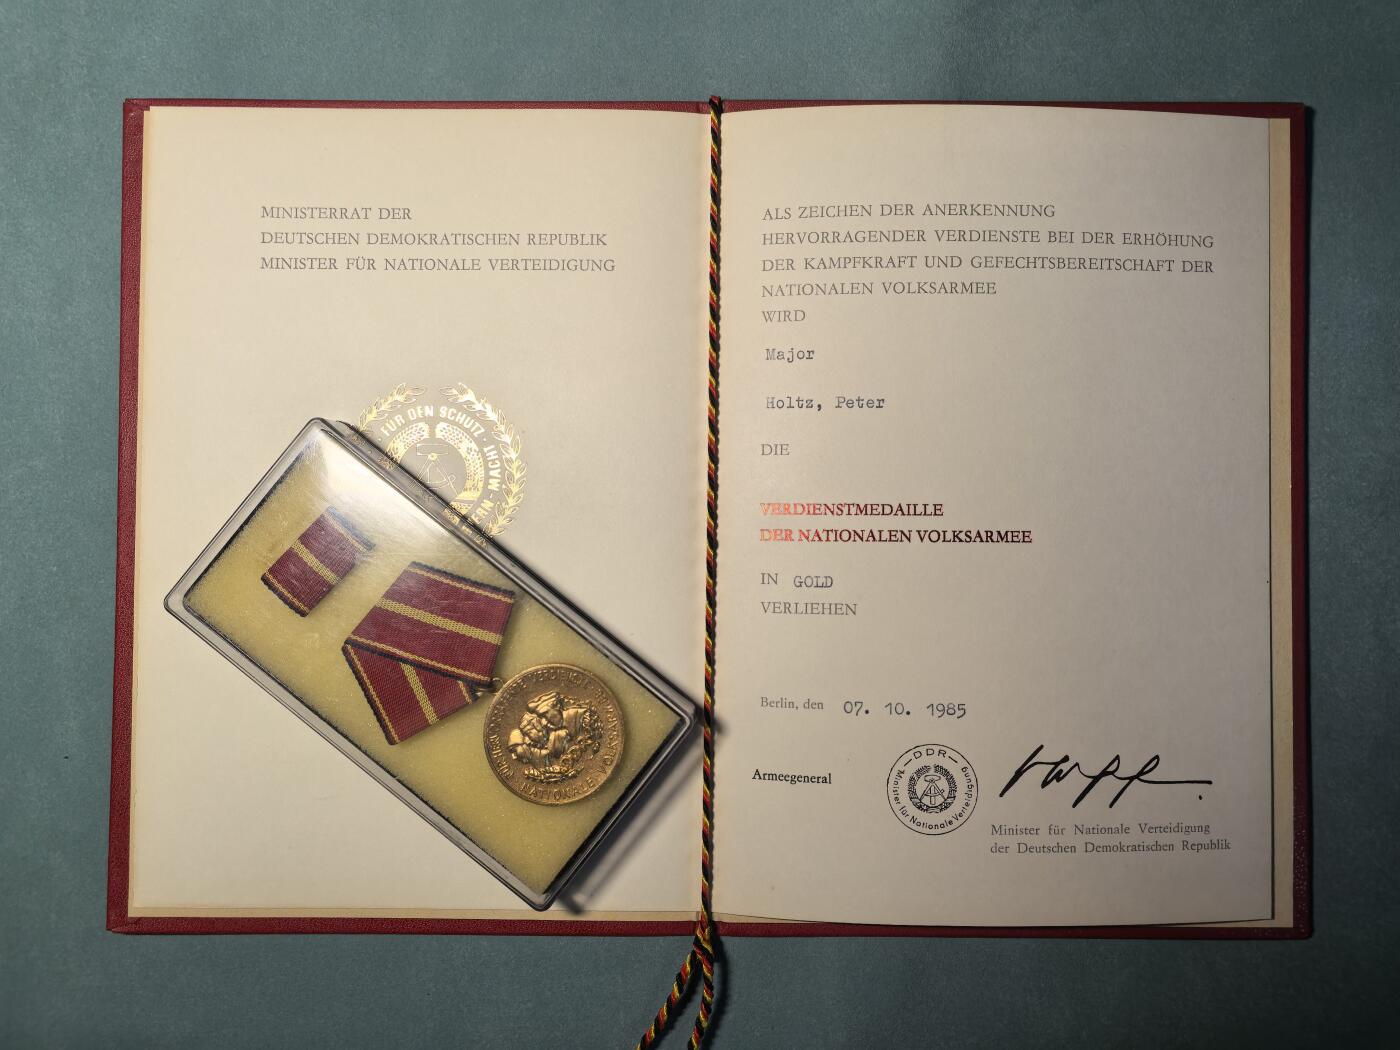 MINISTERRAT DER
DEUTSCHEN DEMOKRATISCHEN REPUBLIK
MINISTER FÜR NATIONALE VERTEIDIGUNG
· FÜR DEN SCHUTZ ·
MACHT
NATIONALE
ALS ZEICHEN DER ANERKENNUNG
HERVORRAGENDER VERDIENSTE BEI DER ERHÖHUNG
DER KAMPFKRAFT UND GEFECHTSBEREITSCHAFT DER
NATIONALEN VOLKSARMEE
WIRD
Major
Holtz, Peter
DIE
VERDIENSTMEDAILLE
DER NATIONALEN VOLKSARMEE
IN GOLD
VERLIEHEN
Berlin, den 07. 10. 1985
Armeegeneral
– DDR –
Minister für Nationale Verteidigung
Minister für Nationale Verteidigung
der Deutschen Demokratischen Republik